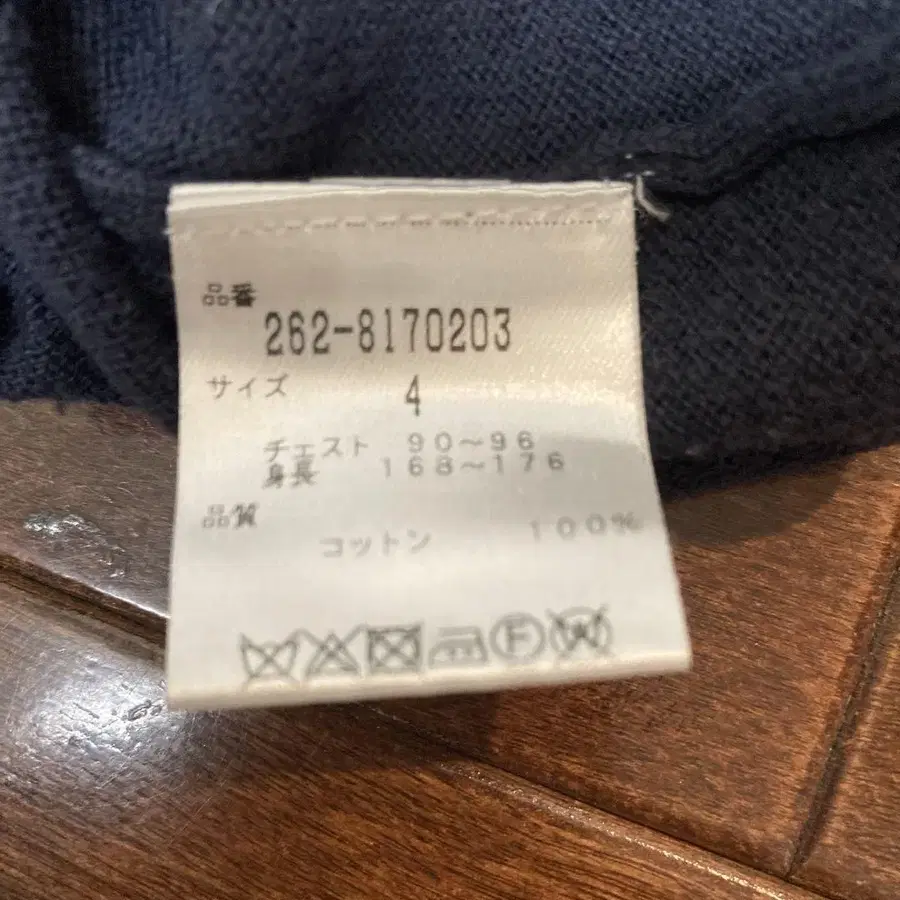 品番
262-8170203
サイズ 4
チェスト 90～96
身長 168～176
品質
コットン 100%
F W